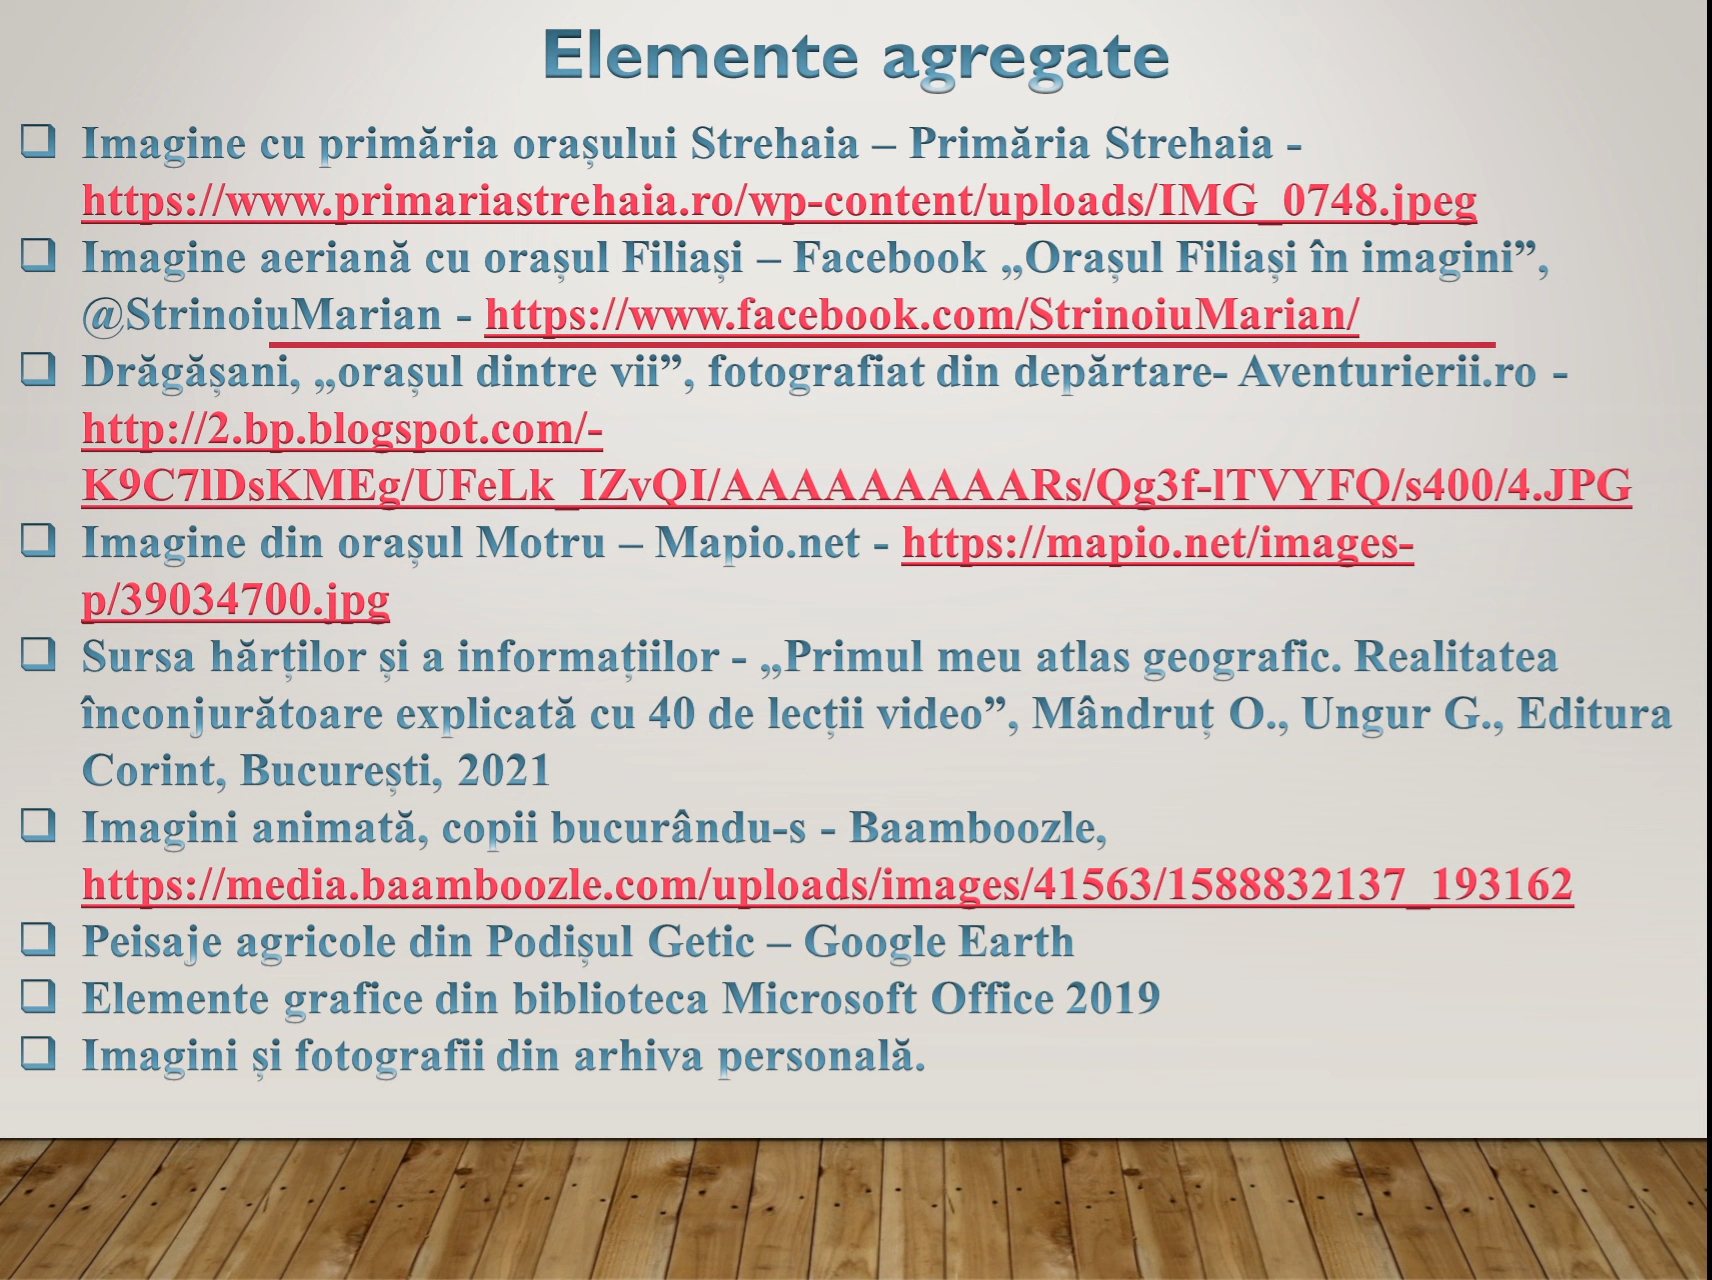 Elemente agregate
❑ Imagine cu primăria orașului Strehaia – Primăria Strehaia -
https://www.primariastrehaia.ro/wp-content/uploads/IMG_0748.jpeg
❑ Imagine aeriană cu orașul Filiași – Facebook „Orașul Filiași în imagini”,
@StrinoiuMarian - https://www.facebook.com/StrinoiuMarian/
❑ Drăgășani, „orașul dintre vii”, fotografiat din depărtare- Aventurierii.ro -
http://2.bp.blogspot.com/-
K9C7lDsKMEg/UFeLk_IZvQI/AAAAAAAAARs/Qg3f-lTVYFQ/s400/4.JPG
❑ Imagine din orașul Motru – Mapio.net - https://mapio.net/images-
p/39034700.jpg
❑ Sursa hărților și a informațiilor - „Primul meu atlas geografic. Realitatea
înconjurătoare explicată cu 40 de lecții video”, Mândruț O., Ungur G., Editura
Corint, București, 2021
❑ Imagini animată, copii bucurându-s - Baamboozle,
https://media.baamboozle.com/uploads/images/41563/1588832137_193162
❑ Peisaje agricole din Podișul Getic – Google Earth
❑ Elemente grafice din biblioteca Microsoft Office 2019
❑ Imagini și fotografii din arhiva personală.